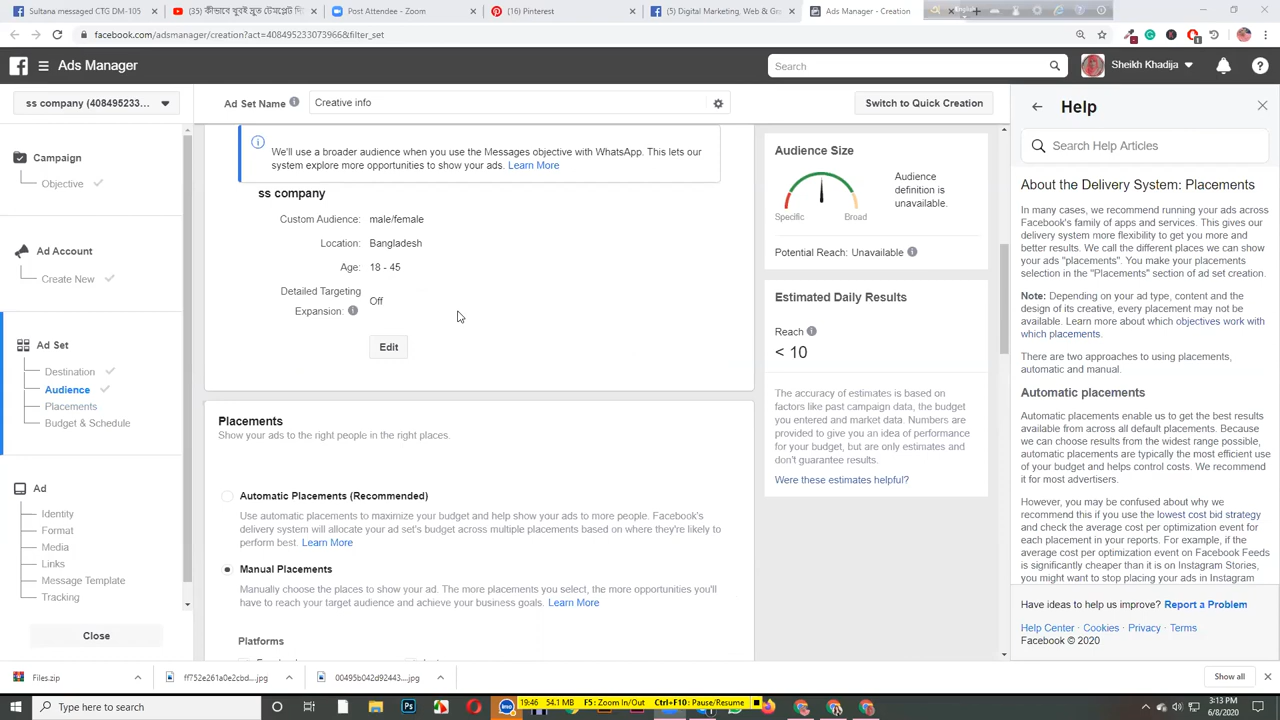 Sultana messaged CTG DM-105
(35) কীভাবে খুবই দ্রুত টেমপ্লেট দি
Post Attendee - Zoom
(16) Pinterest
(5) Digital Marketing, Web & Gr
Ads Manager - Creation
facebook.com/adsmanager/creation?act=408495233073966&filter_set
Ads Manager
Search
Sheikh Khadija
ss company (408495233...
Ad Set Name
Creative info
Switch to Quick Creation
Help
Search Help Articles
Campaign
Objective
Ad Account
Create New
Ad Set
Destination
Audience
Placements
Budget & Schedule
Ad
Identity
Format
Media
Links
Message Template
Tracking
Close
We'll use a broader audience when you use the Messages objective with WhatsApp. This lets our
system explore more opportunities to show your ads. Learn More
ss company
Custom Audience: male/female
Location: Bangladesh
Age: 18 - 45
Detailed Targeting
Expansion:
Off
Edit
Placements
Show your ads to the right people in the right places.
Automatic Placements (Recommended)
Use automatic placements to maximize your budget and help show your ads to more people. Facebook's
delivery system will allocate your ad set's budget across multiple placements based on where they're likely to
perform best. Learn More
Manual Placements
Manually choose the places to show your ad. The more placements you select, the more opportunities you'll
have to reach your target audience and achieve your business goals. Learn More
Platforms
Audience Size
Specific
Broad
Audience
definition is
unavailable.
Potential Reach: Unavailable
Estimated Daily Results
Reach
< 10
The accuracy of estimates is based on
factors like past campaign data, the budget
you entered and market data. Numbers are
provided to give you an idea of performance
for your budget, but are only estimates and
don't guarantee results.
Were these estimates helpful?
About the Delivery System: Placements
In many cases, we recommend running your ads across
Facebook's family of apps and services. This gives our
delivery system more flexibility to get you more and
better results. We call the different places we can show
your ads "placements". You make your placements
selection in the "Placements" section of ad set creation.
Note: Depending on your ad type, content and the
design of its creative, every placement may not be
available. Learn more about which objectives work with
which placements.
There are two approaches to using placements,
automatic and manual.
Automatic placements
Automatic placements enable us to get the best results
available from across all default placements. Because
we can choose results from the widest range possible,
automatic placements are typically the most efficient use
of your budget and helps control costs. We recommend
it for most advertisers.
However, you may be confused about why we
recommend this if you use the lowest cost bid strategy
and check the average cost per optimization event for
each placement in your reports. For example, if the
average cost per optimization event on Facebook Feeds
is significantly cheaper than it is on Instagram Stories,
you might want to stop placing your ads in Instagram
Have ideas to help us improve? Report a Problem
Help Center · Cookies · Privacy · Terms
Facebook © 2020
Files.zip
ff752e261a0e2cbd....jpg
00495b042d92443....jpg
Show all
Type here to search
imo
19:46
54.1 MB
F5: Zoom In/Out
Ctrl+F10: Pause/Resume
3:13 PM
6/8/2020